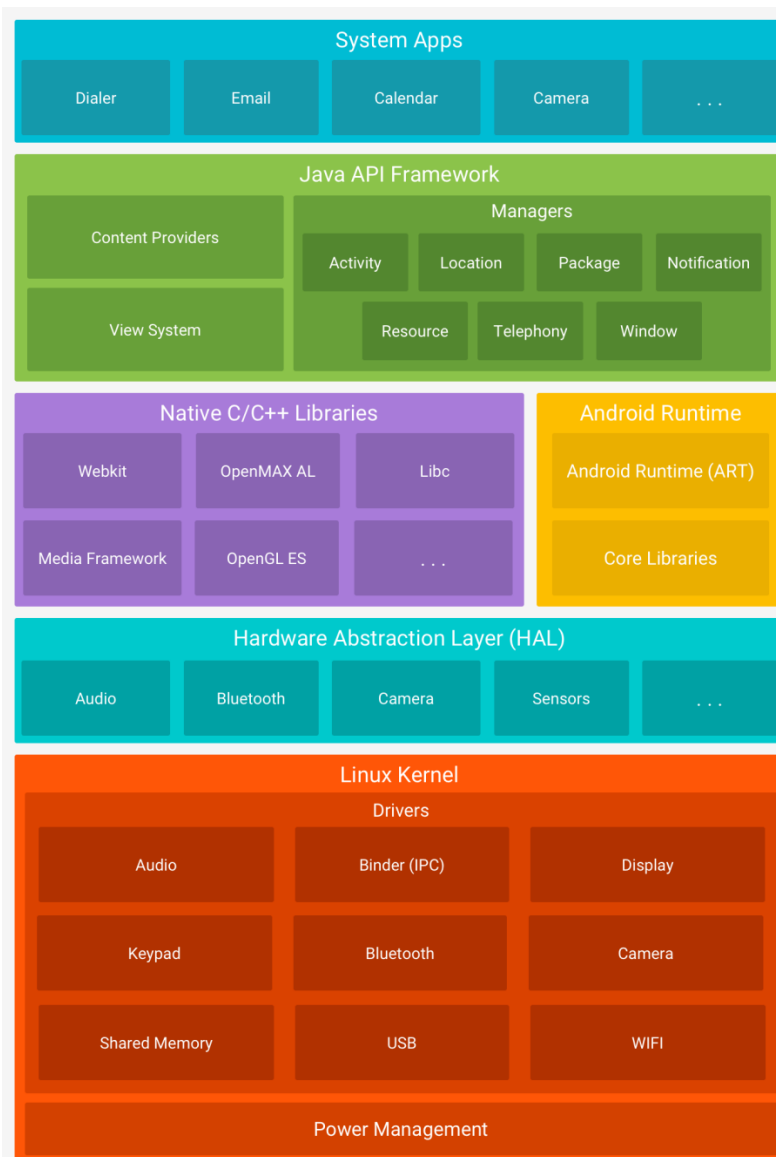 System Apps
Dialer
Email
Calendar
Camera
. . .
Java API Framework
Content Providers
View System
Managers
Activity
Location
Package
Notification
Resource
Telephony
Window
Native C/C++ Libraries
Webkit
OpenMAX AL
Libc
Media Framework
OpenGL ES
. . .
Android Runtime
Android Runtime (ART)
Core Libraries
Hardware Abstraction Layer (HAL)
Audio
Bluetooth
Camera
Sensors
. . .
Linux Kernel
Drivers
Audio
Binder (IPC)
Display
Keypad
Bluetooth
Camera
Shared Memory
USB
WIFI
Power Management